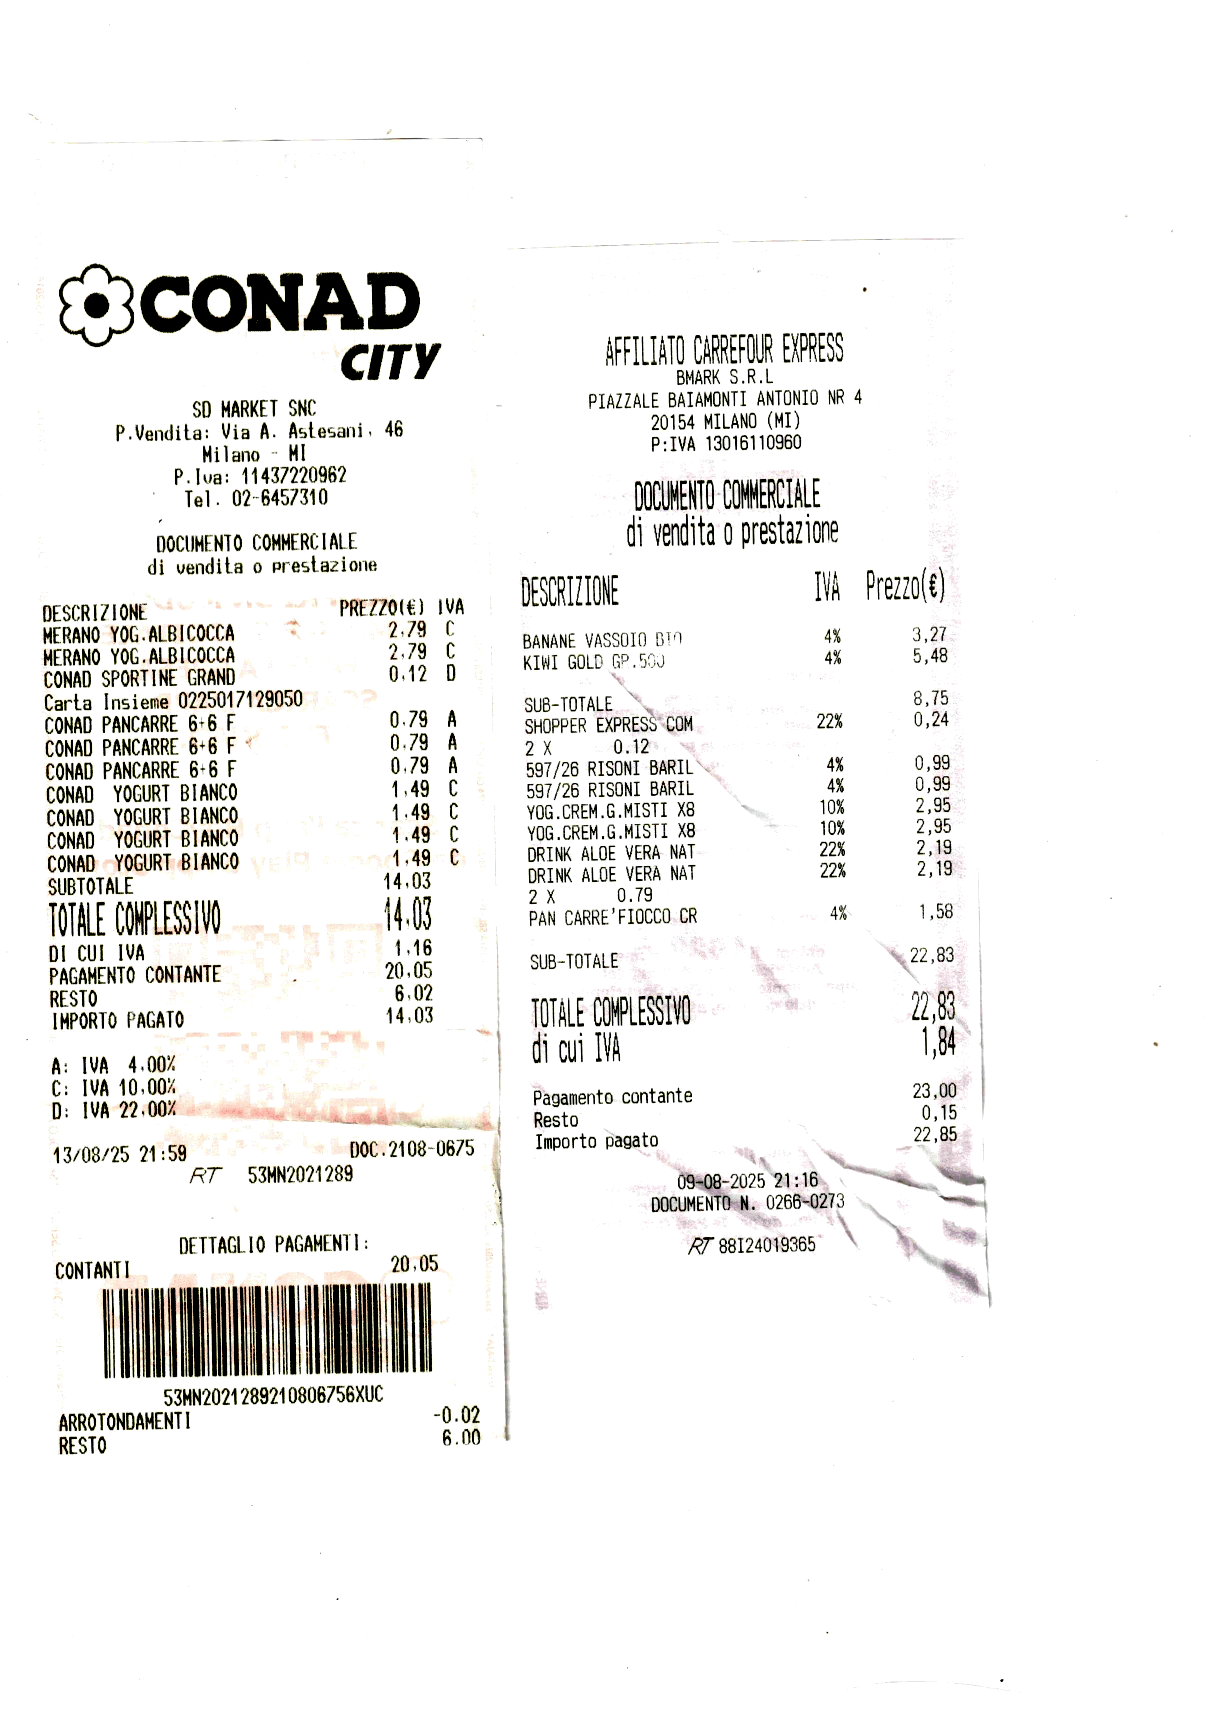 CONAD
CITY
SD MARKET SNC
P.Vendita: Via A. Astesani, 46
Milano - MI
P.Iva: 11437220962
Tel. 02-6457310
DOCUMENTO COMMERCIALE
di vendita o prestazione
DESCRIZIONE PREZZO(€) IVA
MERANO YOG.ALBICOCCA 2,79 C
MERANO YOG.ALBICOCCA 2,79 C
CONAD SPORTINE GRAND 0,12 D
Carta Insieme 0225017129050
CONAD PANCARRE 6+6 F 0,79 A
CONAD PANCARRE 6+6 F 0,79 A
CONAD PANCARRE 6+6 F 0,79 A
CONAD YOGURT BIANCO 1,49 C
CONAD YOGURT BIANCO 1,49 C
CONAD YOGURT BIANCO 1,49 C
CONAD YOGURT BIANCO 1,49 C
SUBTOTALE 14,03
TOTALE COMPLESSIVO 14,03
DI CUI IVA 1,16
PAGAMENTO CONTANTE 20,05
RESTO 6,02
IMPORTO PAGATO 14,03
A: IVA 4,00%
C: IVA 10,00%
D: IVA 22,00%
13/08/25 21:59 DOC.2108-0675
RT 53MN2021289
DETTAGLIO PAGAMENTI:
CONTANTI 20,05
53MN2021289210806756XUC
ARROTONDAMENTI -0.02
RESTO 6.00
AFFILIATO CARREFOUR EXPRESS
BMARK S.R.L
PIAZZALE BAIAMONTI ANTONIO NR 4
20154 MILANO (MI)
P:IVA 13016110960
DOCUMENTO COMMERCIALE
di vendita o prestazione
DESCRIZIONE IVA Prezzo(€)
BANANE VASSOIO BIO 4% 3,27
KIWI GOLD GP.500 4% 5,48
SUB-TOTALE 8,75
SHOPPER EXPRESS COM 22% 0,24
2 X 0.12
597/26 RISONI BARIL 4% 0,99
597/26 RISONI BARIL 4% 0,99
YOG.CREM.G.MISTI X8 10% 2,95
YOG.CREM.G.MISTI X8 10% 2,95
DRINK ALOE VERA NAT 22% 2,19
DRINK ALOE VERA NAT 22% 2,19
2 X 0.79
PAN CARRE'FIOCCO CR 4% 1,58
SUB-TOTALE 22,83
TOTALE COMPLESSIVO 22,83
di cui IVA 1,84
Pagamento contante 23,00
Resto 0,15
Importo pagato 22,85
09-08-2025 21:16
DOCUMENTO N. 0266-0273
RT 88I24019365